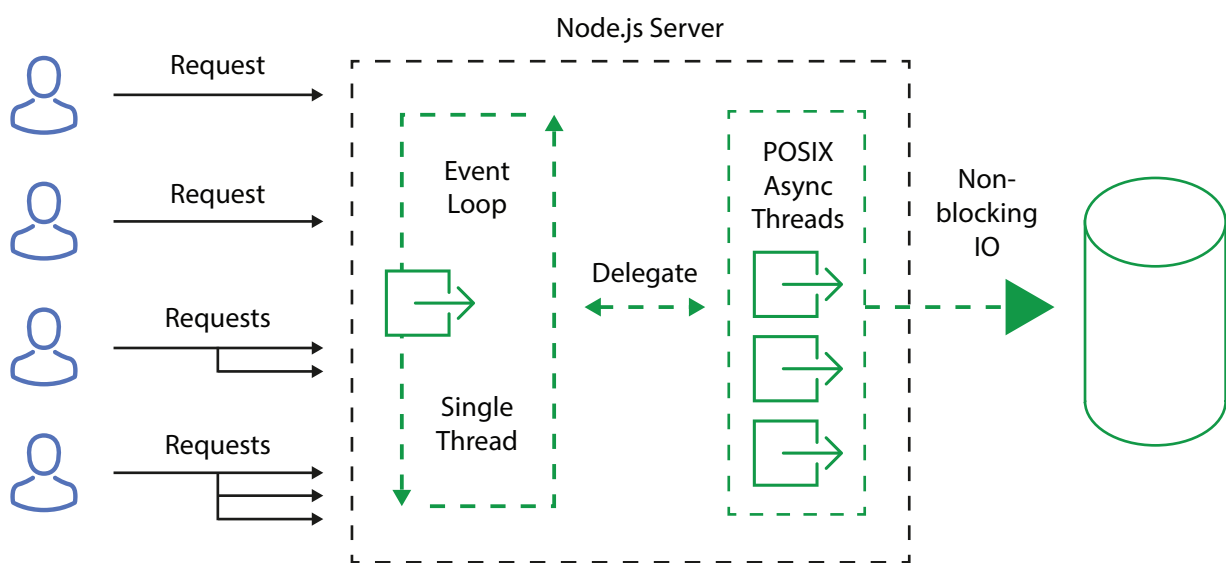 Node.js Server
Request
Request
Requests
Requests
Event
Loop
Single
Thread
Delegate
POSIX
Async
Threads
Non-
blocking
IO